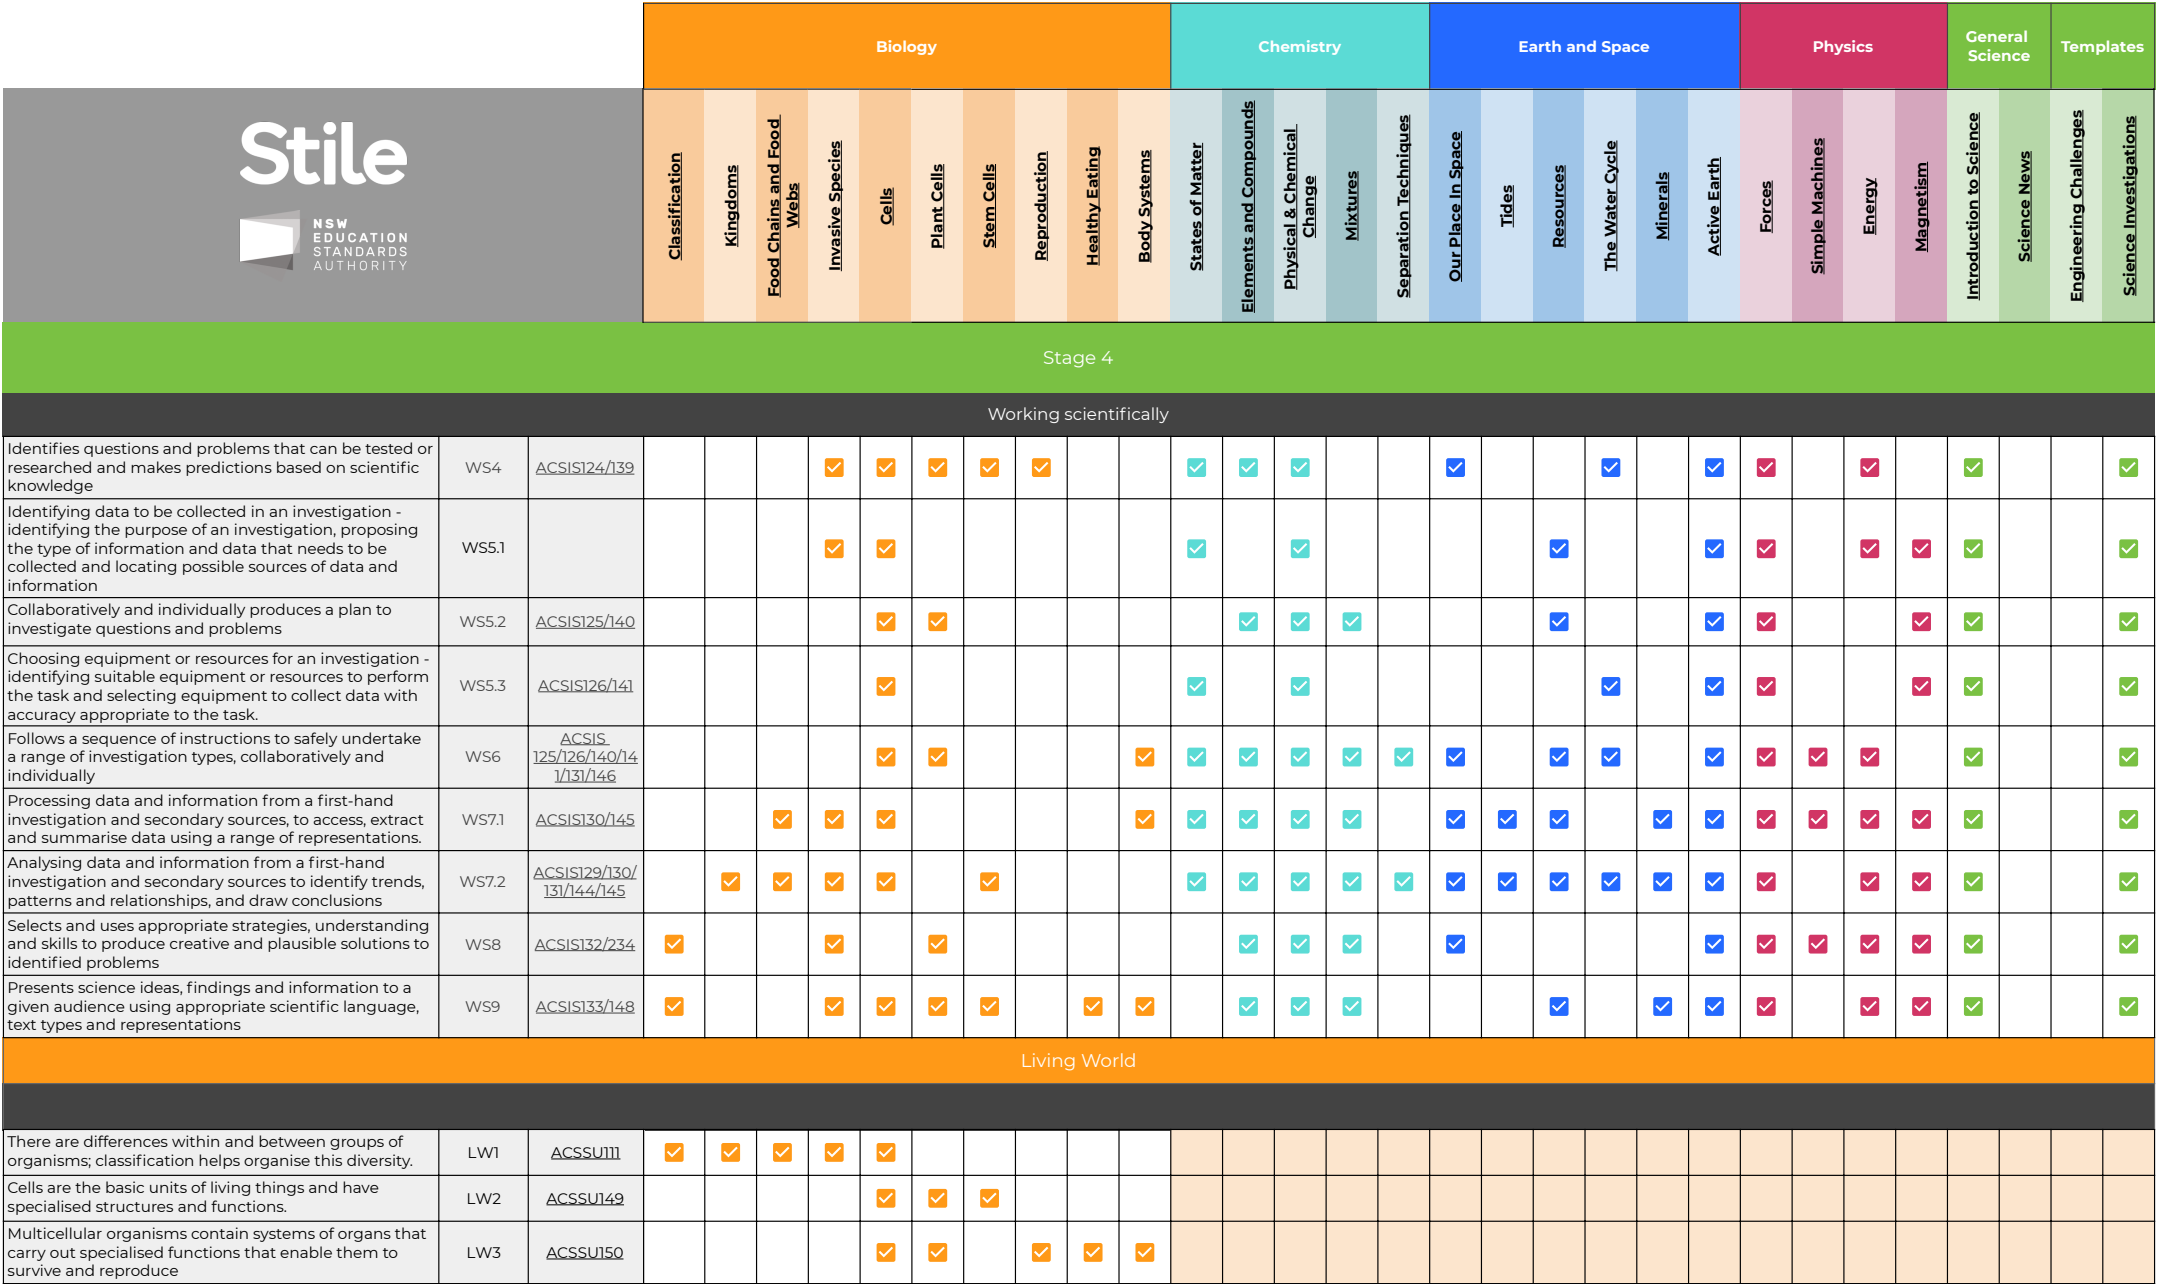 Biology
Chemistry
Earth and Space
Physics
General
Science
Templates
Stile
NSW
EDUCATION
STANDARDS
AUTHORITY
Classification
Kingdoms
Food Chains and Food
Webs
Invasive Species
Cells
Plant Cells
Stem Cells
Reproduction
Healthy Eating
Body Systems
States of Matter
Elements and Compounds
Physical & Chemical
Change
Mixtures
Separation Techniques
Our Place In Space
Tides
Resources
The Water Cycle
Minerals
Active Earth
Forces
Simple Machines
Energy
Magnetism
Introduction to Science
Science News
Engineering Challenges
Science Investigations
Stage 4
Working scientifically
Identifies questions and problems that can be tested or
researched and makes predictions based on scientific
knowledge
WS4
ACSIS124/139
Identifying data to be collected in an investigation -
identifying the purpose of an investigation, proposing
the type of information and data that needs to be
collected and locating possible sources of data and
information
WS5.1
Collaboratively and individually produces a plan to
investigate questions and problems
WS5.2
ACSIS125/140
Choosing equipment or resources for an investigation -
identifying suitable equipment or resources to perform
the task and selecting equipment to collect data with
accuracy appropriate to the task.
WS5.3
ACSIS126/141
Follows a sequence of instructions to safely undertake
a range of investigation types, collaboratively and
individually
WS6
ACSIS
125/126/140/14
1/131/146
Processing data and information from a first-hand
investigation and secondary sources, to access, extract
and summarise data using a range of representations.
WS7.1
ACSIS130/145
Analysing data and information from a first-hand
investigation and secondary sources to identify trends,
patterns and relationships, and draw conclusions
WS7.2
ACSIS129/130/
131/144/145
Selects and uses appropriate strategies, understanding
and skills to produce creative and plausible solutions to
identified problems
WS8
ACSIS132/234
Presents science ideas, findings and information to a
given audience using appropriate scientific language,
text types and representations
WS9
ACSIS133/148
Living World
There are differences within and between groups of
organisms; classification helps organise this diversity.
LW1
ACSSU111
Cells are the basic units of living things and have
specialised structures and functions.
LW2
ACSSU149
Multicellular organisms contain systems of organs that
carry out specialised functions that enable them to
survive and reproduce
LW3
ACSSU150